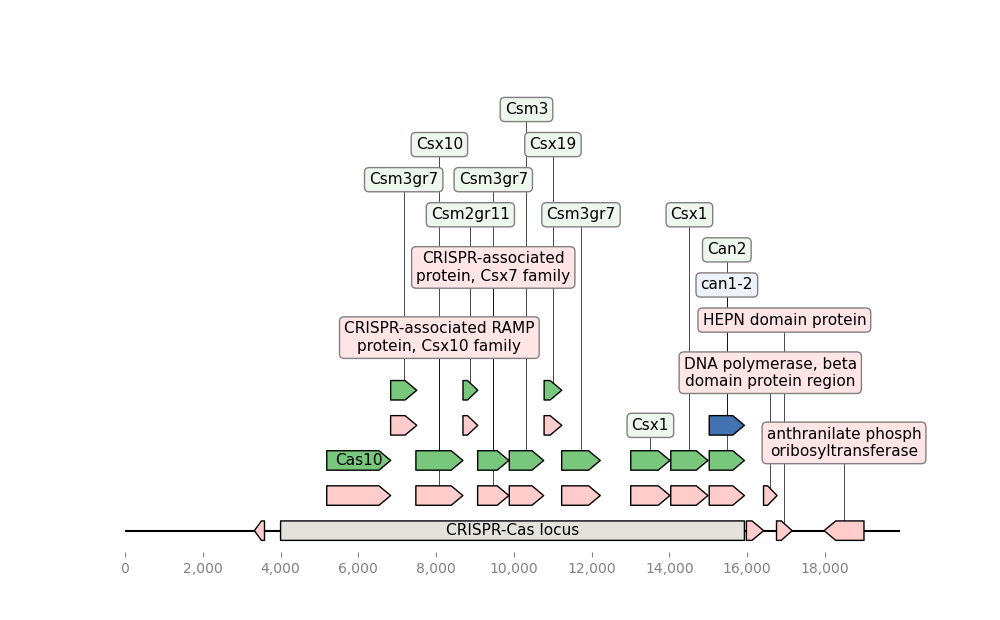 Csm3
Csx10
Csx19
Csm3gr7
Csm3gr7
Csm2gr11
Csm3gr7
Csx1
Can2
CRISPR-associated
protein, Csx7 family
can1-2
HEPN domain protein
CRISPR-associated RAMP
protein, Csx10 family
DNA polymerase, beta
domain protein region
Csx1
anthranilate phosph
oribosyltransferase
Cas10
CRISPR-Cas locus
0
2,000
4,000
6,000
8,000
10,000
12,000
14,000
16,000
18,000